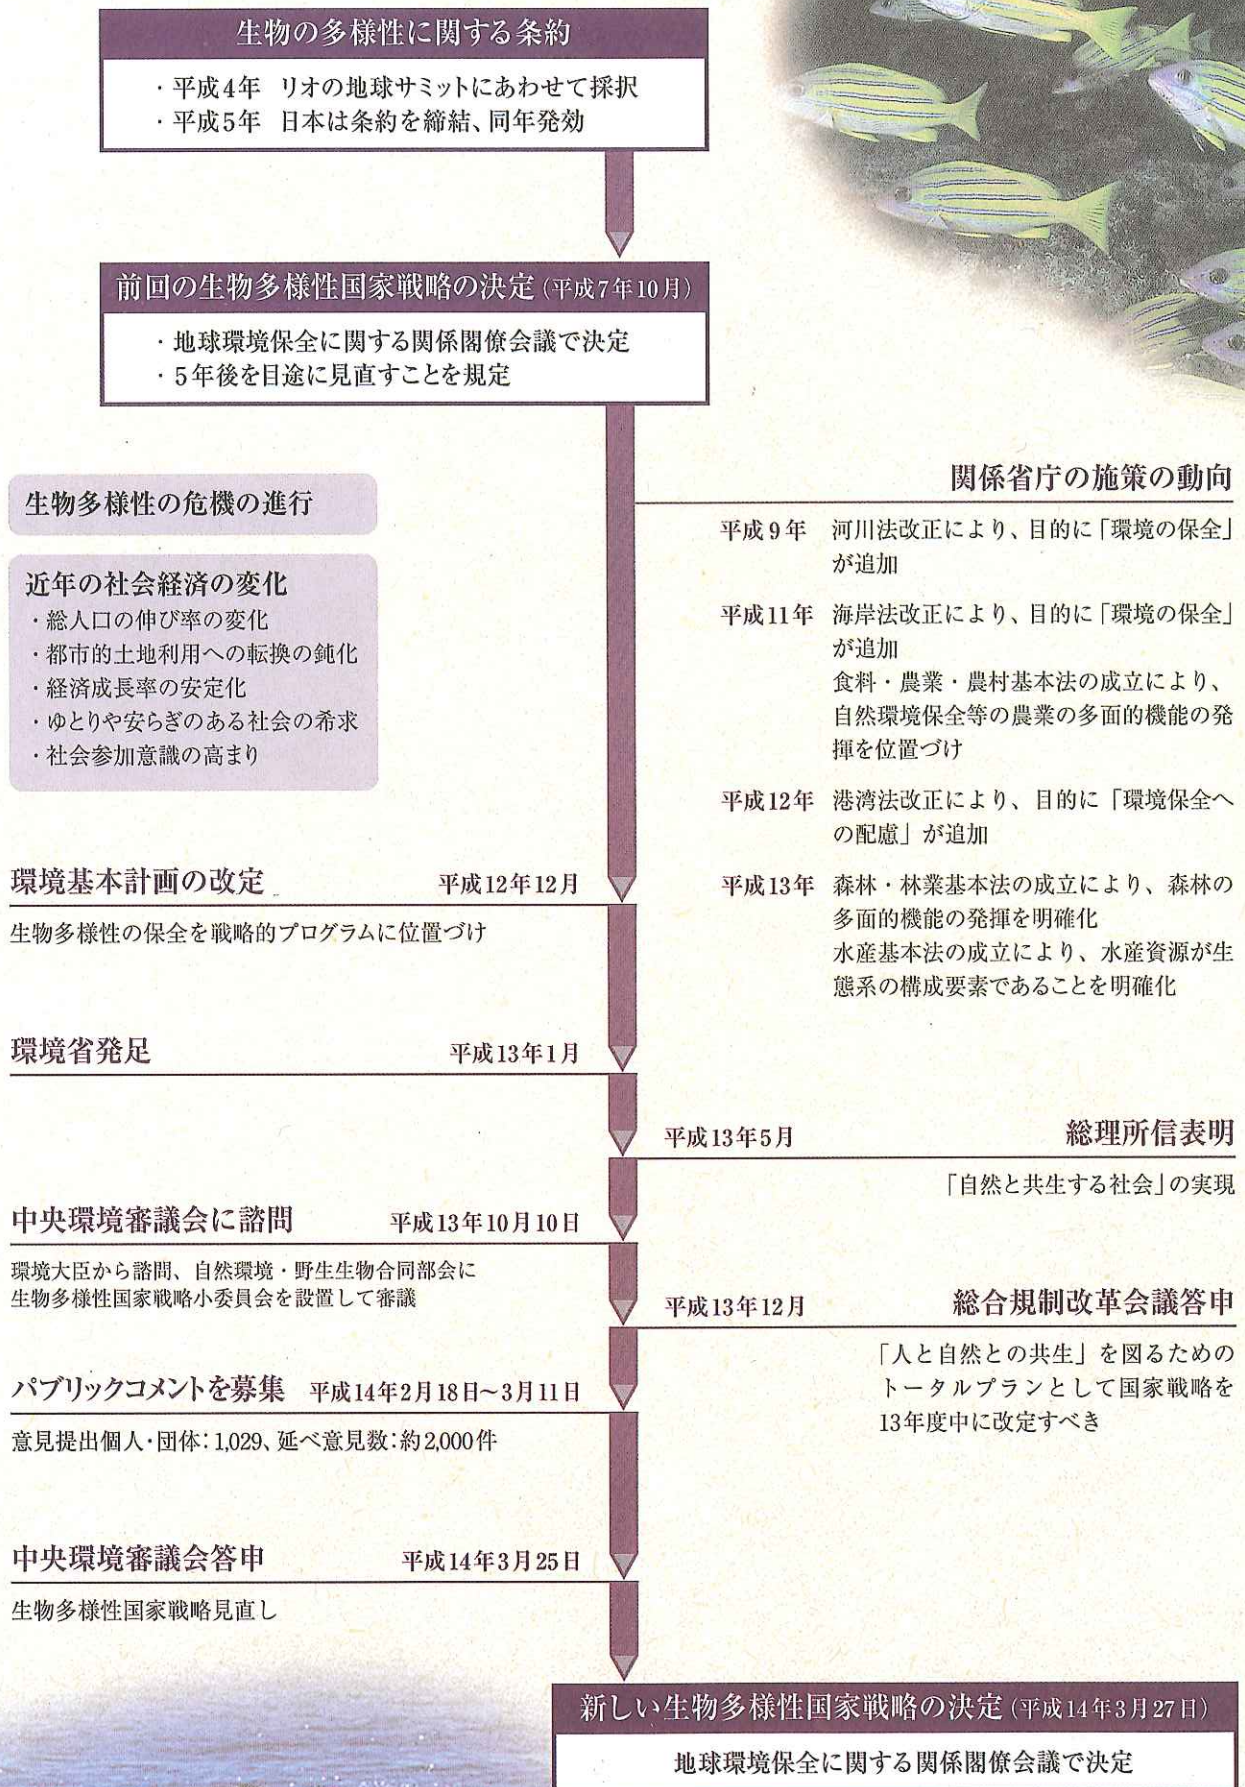 生物の多様性に関する条約
・平成4年 リオの地球サミットにあわせて採択
・平成5年 日本は条約を締結、同年発効
前回の生物多様性国家戦略の決定(平成7年10月)
・地球環境保全に関する関係閣僚会議で決定
・5年後を目途に見直すことを規定
生物多様性の危機の進行
近年の社会経済の変化
・総人口の伸び率の変化
・都市的土地利用への転換の鈍化
・経済成長率の安定化
・ゆとりや安らぎのある社会の希求
・社会参加意識の高まり
関係省庁の施策の動向
平成9年 河川法改正により、目的に「環境の保全」
が追加
平成11年 海岸法改正により、目的に「環境の保全」
が追加
食料・農業・農村基本法の成立により、
自然環境保全等の農業の多面的機能の発
揮を位置づけ
平成12年 港湾法改正により、目的に「環境保全へ
の配慮」が追加
平成13年 森林・林業基本法の成立により、森林の
多面的機能の発揮を明確化
水産基本法の成立により、水産資源が生
態系の構成要素であることを明確化
環境基本計画の改定 平成12年12月
生物多様性の保全を戦略的プログラムに位置づけ
環境省発足 平成13年1月
平成13年5月 総理所信表明
「自然と共生する社会」の実現
中央環境審議会に諮問 平成13年10月10日
環境大臣から諮問、自然環境・野生生物合同部会に
生物多様性国家戦略小委員会を設置して審議
平成13年12月 総合規制改革会議答申
「人と自然との共生」を図るための
トータルプランとして国家戦略を
13年度中に改定すべき
パブリックコメントを募集 平成14年2月18日~3月11日
意見提出個人・団体:1,029、延べ意見数:約2,000件
中央環境審議会答申 平成14年3月25日
生物多様性国家戦略見直し
新しい生物多様性国家戦略の決定(平成14年3月27日)
地球環境保全に関する関係閣僚会議で決定